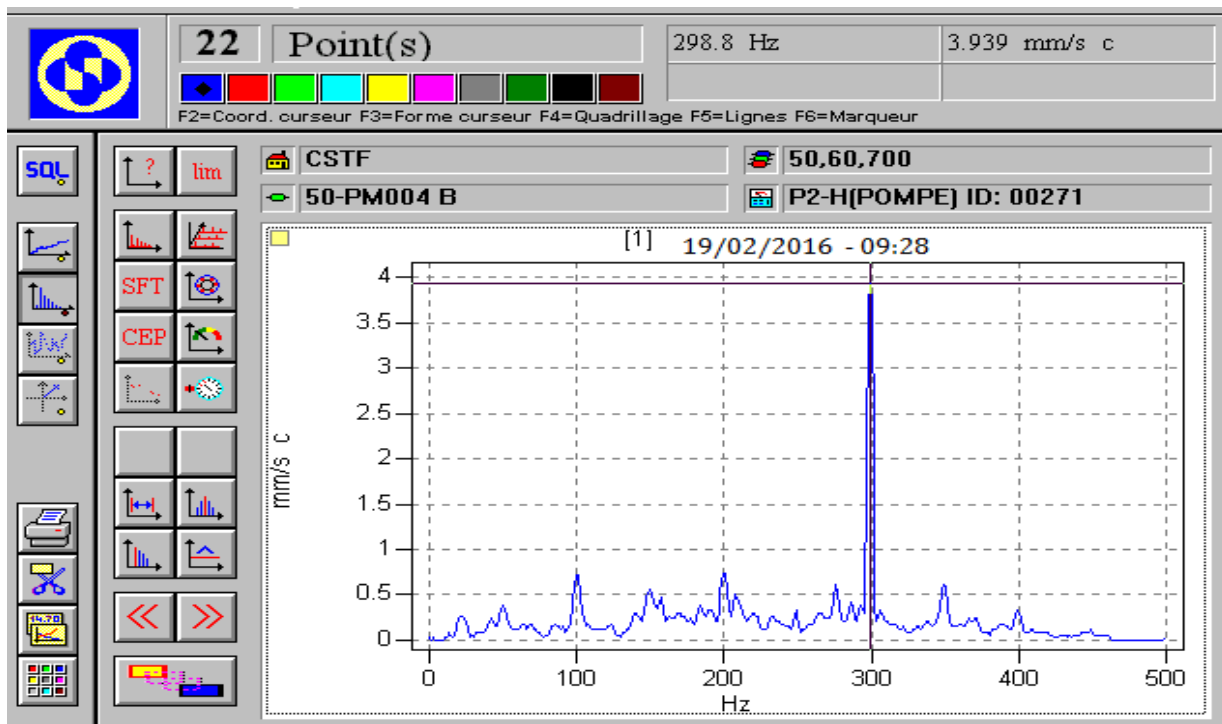 22 Point(s) 298.8 Hz 3.939 mm/s c
F2=Coord. curseur F3=Forme curseur F4=Quadrillage F5=Lignes F6=Marqueur
SQL ? lim CSTF 50,60,700
50-PM004 B P2-H(POMPE) ID: 00271
[1] 19/02/2016 - 09:28
SFT
CEP
14.70
4
3.5
3
2.5
2
1.5
1
0.5
0
mm/s c
0 100 200 300 400 500
Hz